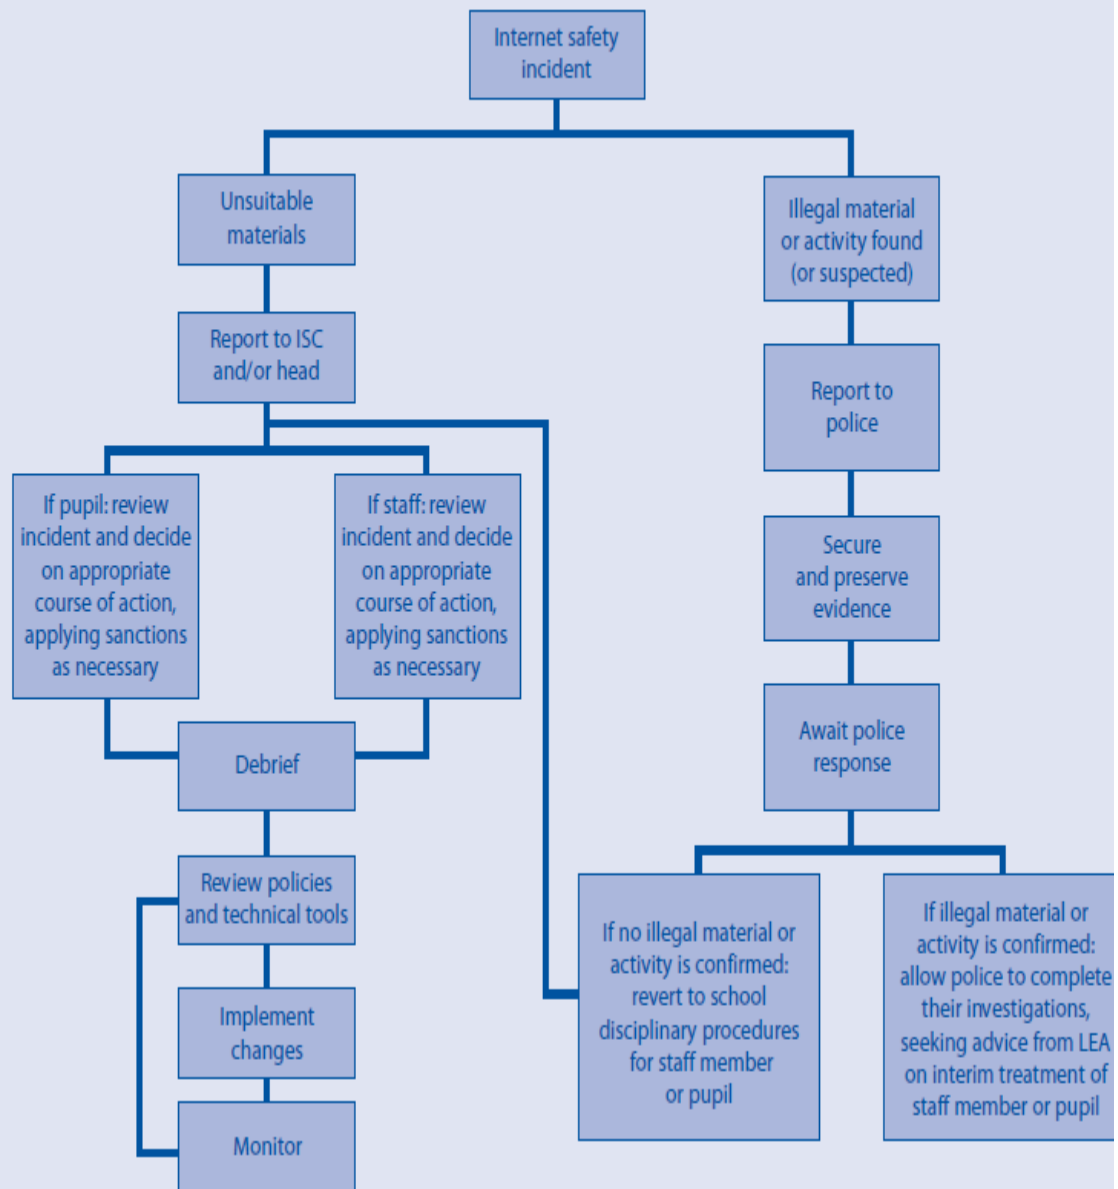 Internet safety
incident
Unsuitable
materials
Illegal material
or activity found
(or suspected)
Report to ISC
and/or head
Report to
police
If pupil: review
incident and decide
on appropriate
course of action,
applying sanctions
as necessary
If staff: review
incident and decide
on appropriate
course of action,
applying sanctions
as necessary
Secure
and preserve
evidence
Await police
response
Debrief
Review policies
and technical tools
Implement
changes
Monitor
If no illegal material or
activity is confirmed:
revert to school
disciplinary procedures
for staff member
or pupil
If illegal material or
activity is confirmed:
allow police to complete
their investigations,
seeking advice from LEA
on interim treatment of
staff member or pupil